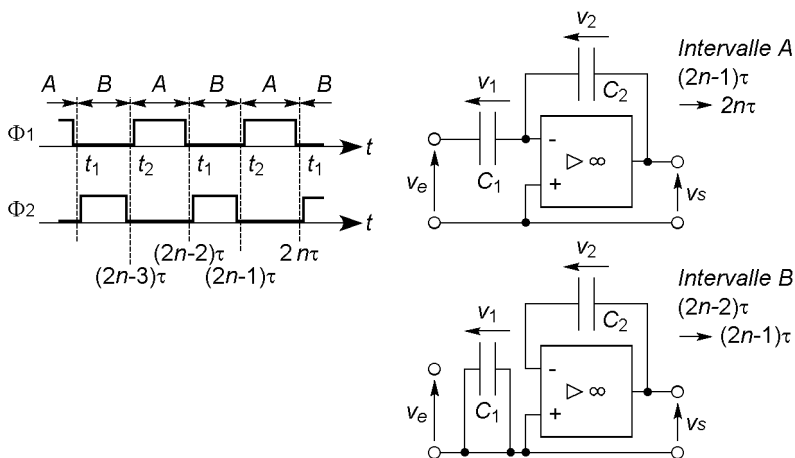 A B A B A B
Φ1
t
t₁ t₂ t₁ t₂ t₁
Φ2
t
(2n-2)τ 2nτ
(2n-3)τ (2n-1)τ
v₂
v₁
C₂
-
▷ ∞
+
vₑ
C₁
vₛ
Intervalle A
(2n-1)τ
→ 2nτ
v₂
v₁
C₂
-
▷ ∞
+
vₑ
C₁
vₛ
Intervalle B
(2n-2)τ
→ (2n-1)τ